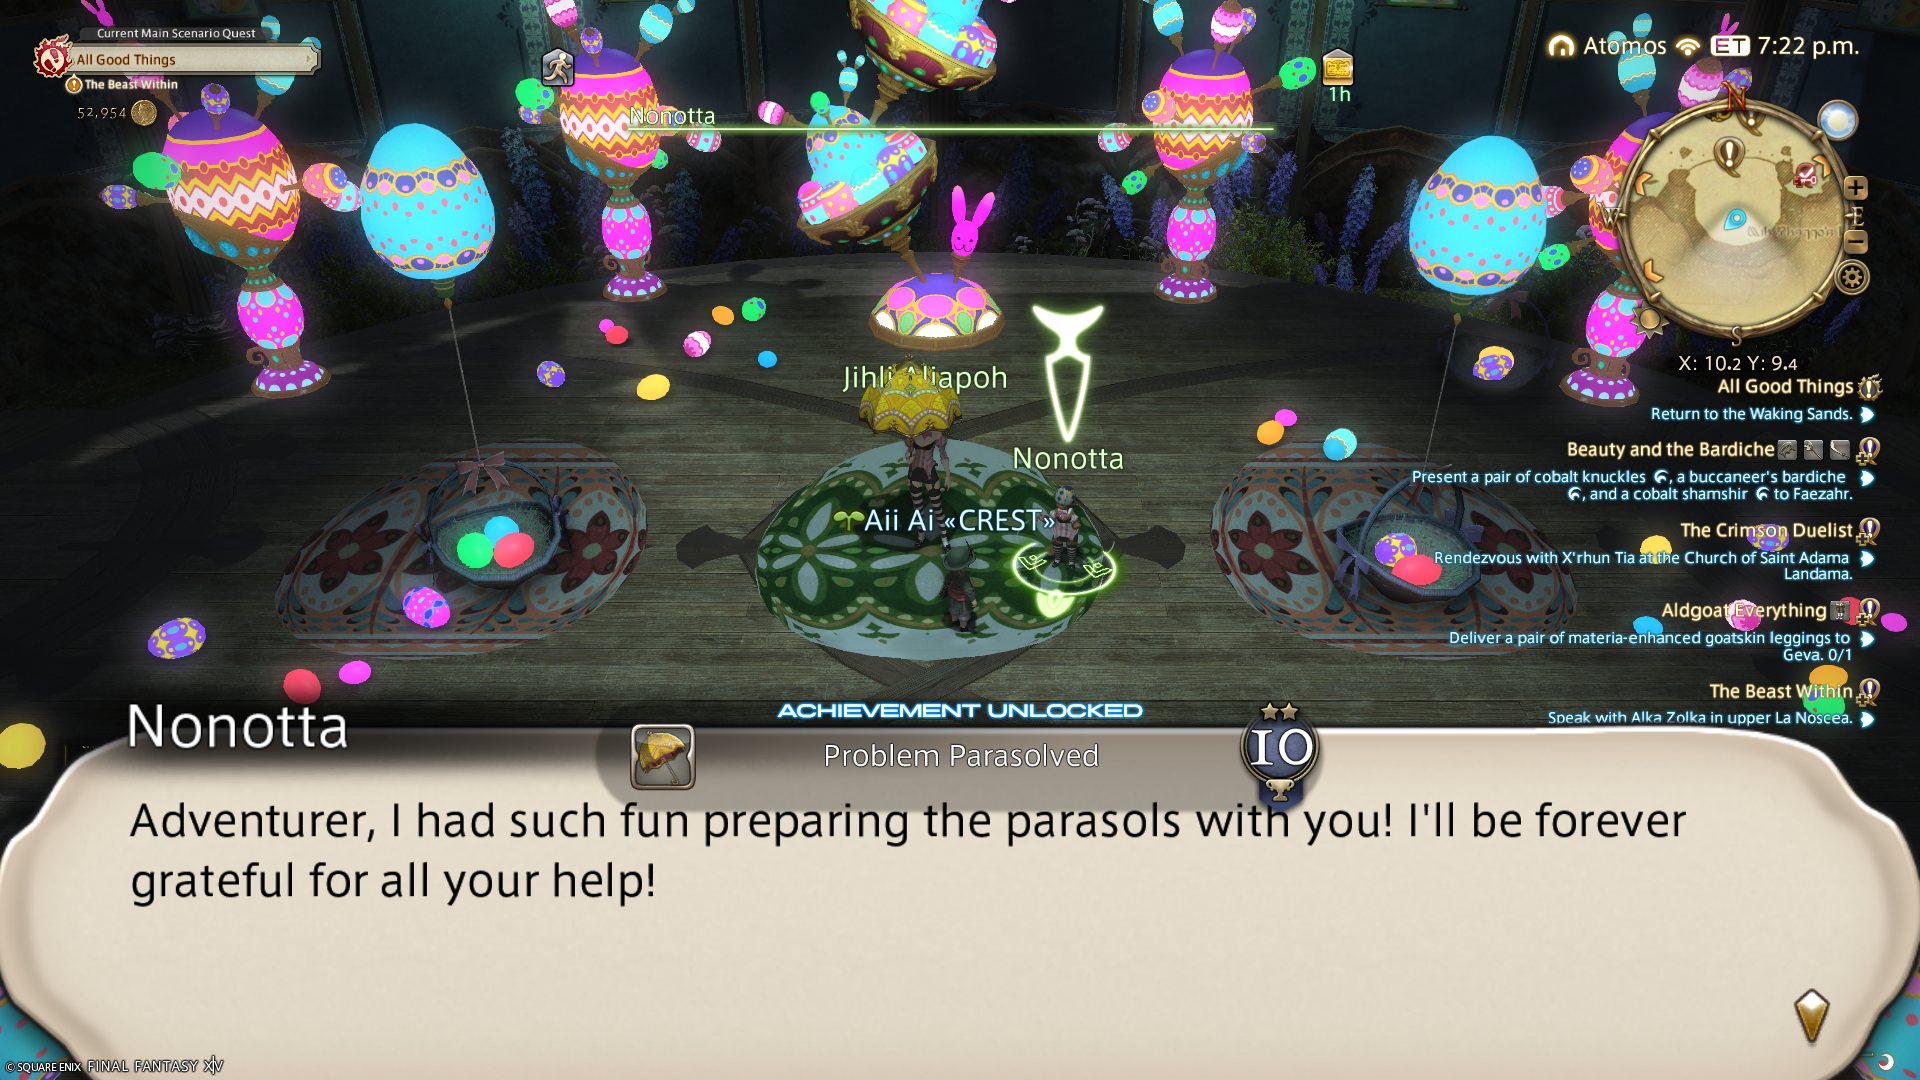 Current Main Scenario Quest
All Good Things
The Beast Within
52,954
Nonotta
1h
Atomos ET 7:22 p.m.
N
W
E
S
X: 10.2 Y: 9.4
All Good Things
Return to the Waking Sands.
Beauty and the Bardiche
Present a pair of cobalt knuckles, a buccaneer's bardiche
, and a cobalt shamshir to Faezahr.
The Crimson Duelist
Rendezvous with X'rhun Tia at the Church of Saint Adama
Landama.
Aldgoat Everything
Deliver a pair of materia-enhanced goatskin leggings to
Geva. 0/1
The Beast Within
Speak with Alka Zolka in upper La Noscea.
Jihli Aliapoh
Nonotta
Aii Ai «CREST»
ACHIEVEMENT UNLOCKED
Problem Parasolved
10
Nonotta
Adventurer, I had such fun preparing the parasols with you! I'll be forever
grateful for all your help!
© SQUARE ENIX FINAL FANTASY XIV